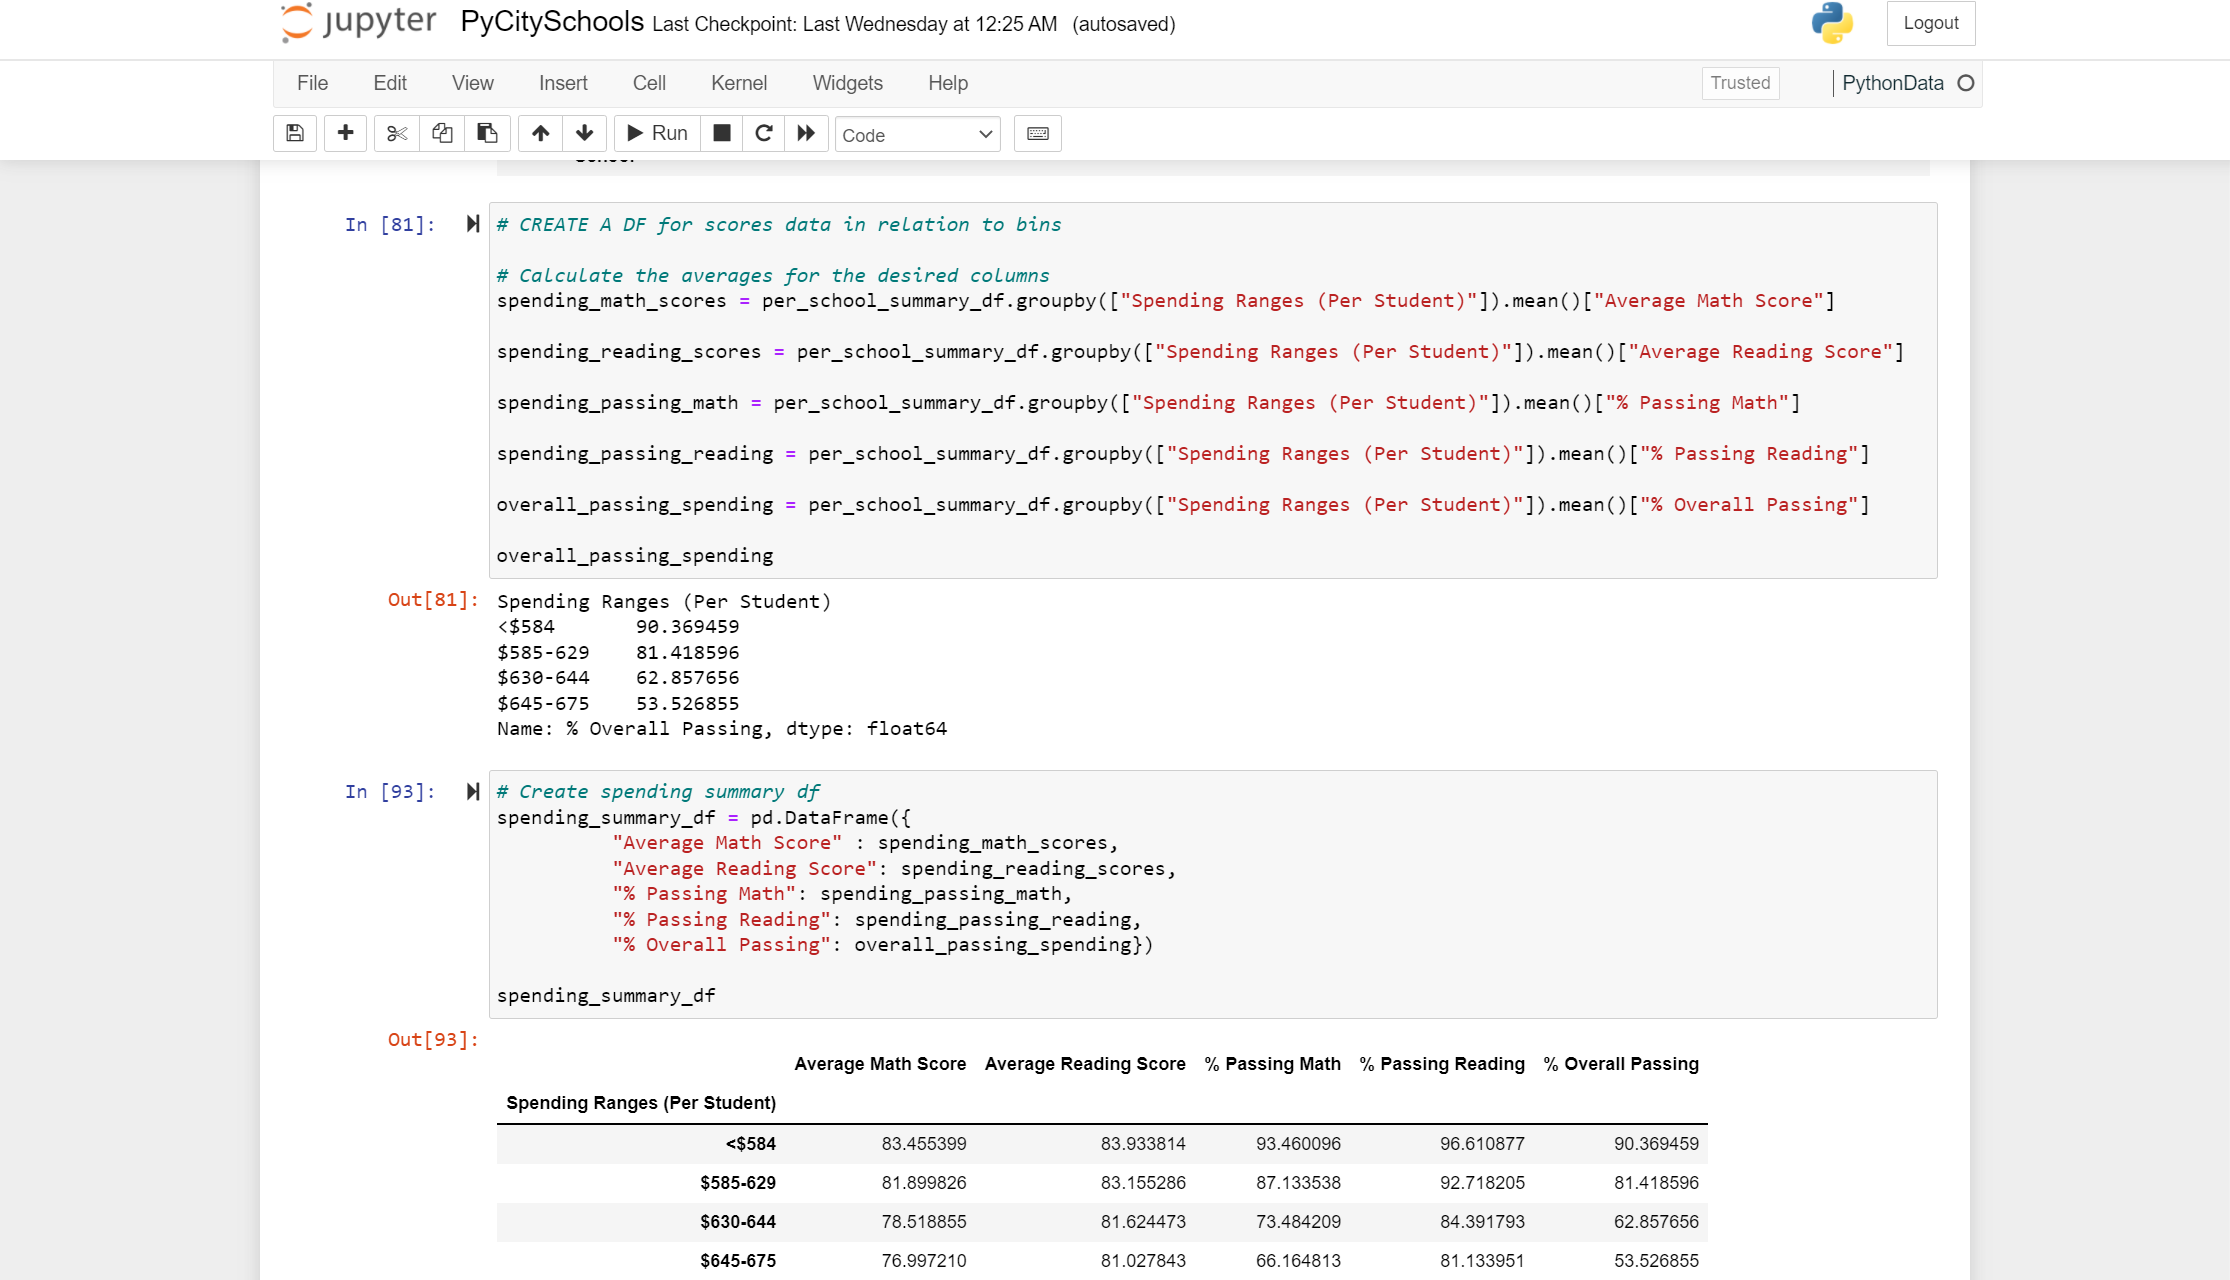 jupyter PyCitySchools Last Checkpoint: Last Wednesday at 12:25 AM (autosaved) Logout
File Edit View Insert Cell Kernel Widgets Help Trusted PythonData
Run Code
In [81]: # CREATE A DF for scores data in relation to bins
# Calculate the averages for the desired columns
spending_math_scores = per_school_summary_df.groupby(["Spending Ranges (Per Student)"]).mean()["Average Math Score"]
spending_reading_scores = per_school_summary_df.groupby(["Spending Ranges (Per Student)"]).mean()["Average Reading Score"]
spending_passing_math = per_school_summary_df.groupby(["Spending Ranges (Per Student)"]).mean()["% Passing Math"]
spending_passing_reading = per_school_summary_df.groupby(["Spending Ranges (Per Student)"]).mean()["% Passing Reading"]
overall_passing_spending = per_school_summary_df.groupby(["Spending Ranges (Per Student)"]).mean()["% Overall Passing"]
overall_passing_spending
Out[81]: Spending Ranges (Per Student)
<$584 90.369459
$585-629 81.418596
$630-644 62.857656
$645-675 53.526855
Name: % Overall Passing, dtype: float64
In [93]: # Create spending summary df
spending_summary_df = pd.DataFrame({
"Average Math Score" : spending_math_scores,
"Average Reading Score": spending_reading_scores,
"% Passing Math": spending_passing_math,
"% Passing Reading": spending_passing_reading,
"% Overall Passing": overall_passing_spending})
spending_summary_df
Out[93]:
Average Math Score Average Reading Score % Passing Math % Passing Reading % Overall Passing
Spending Ranges (Per Student)
<$584 83.455399 83.933814 93.460096 96.610877 90.369459
$585-629 81.899826 83.155286 87.133538 92.718205 81.418596
$630-644 78.518855 81.624473 73.484209 84.391793 62.857656
$645-675 76.997210 81.027843 66.164813 81.133951 53.526855